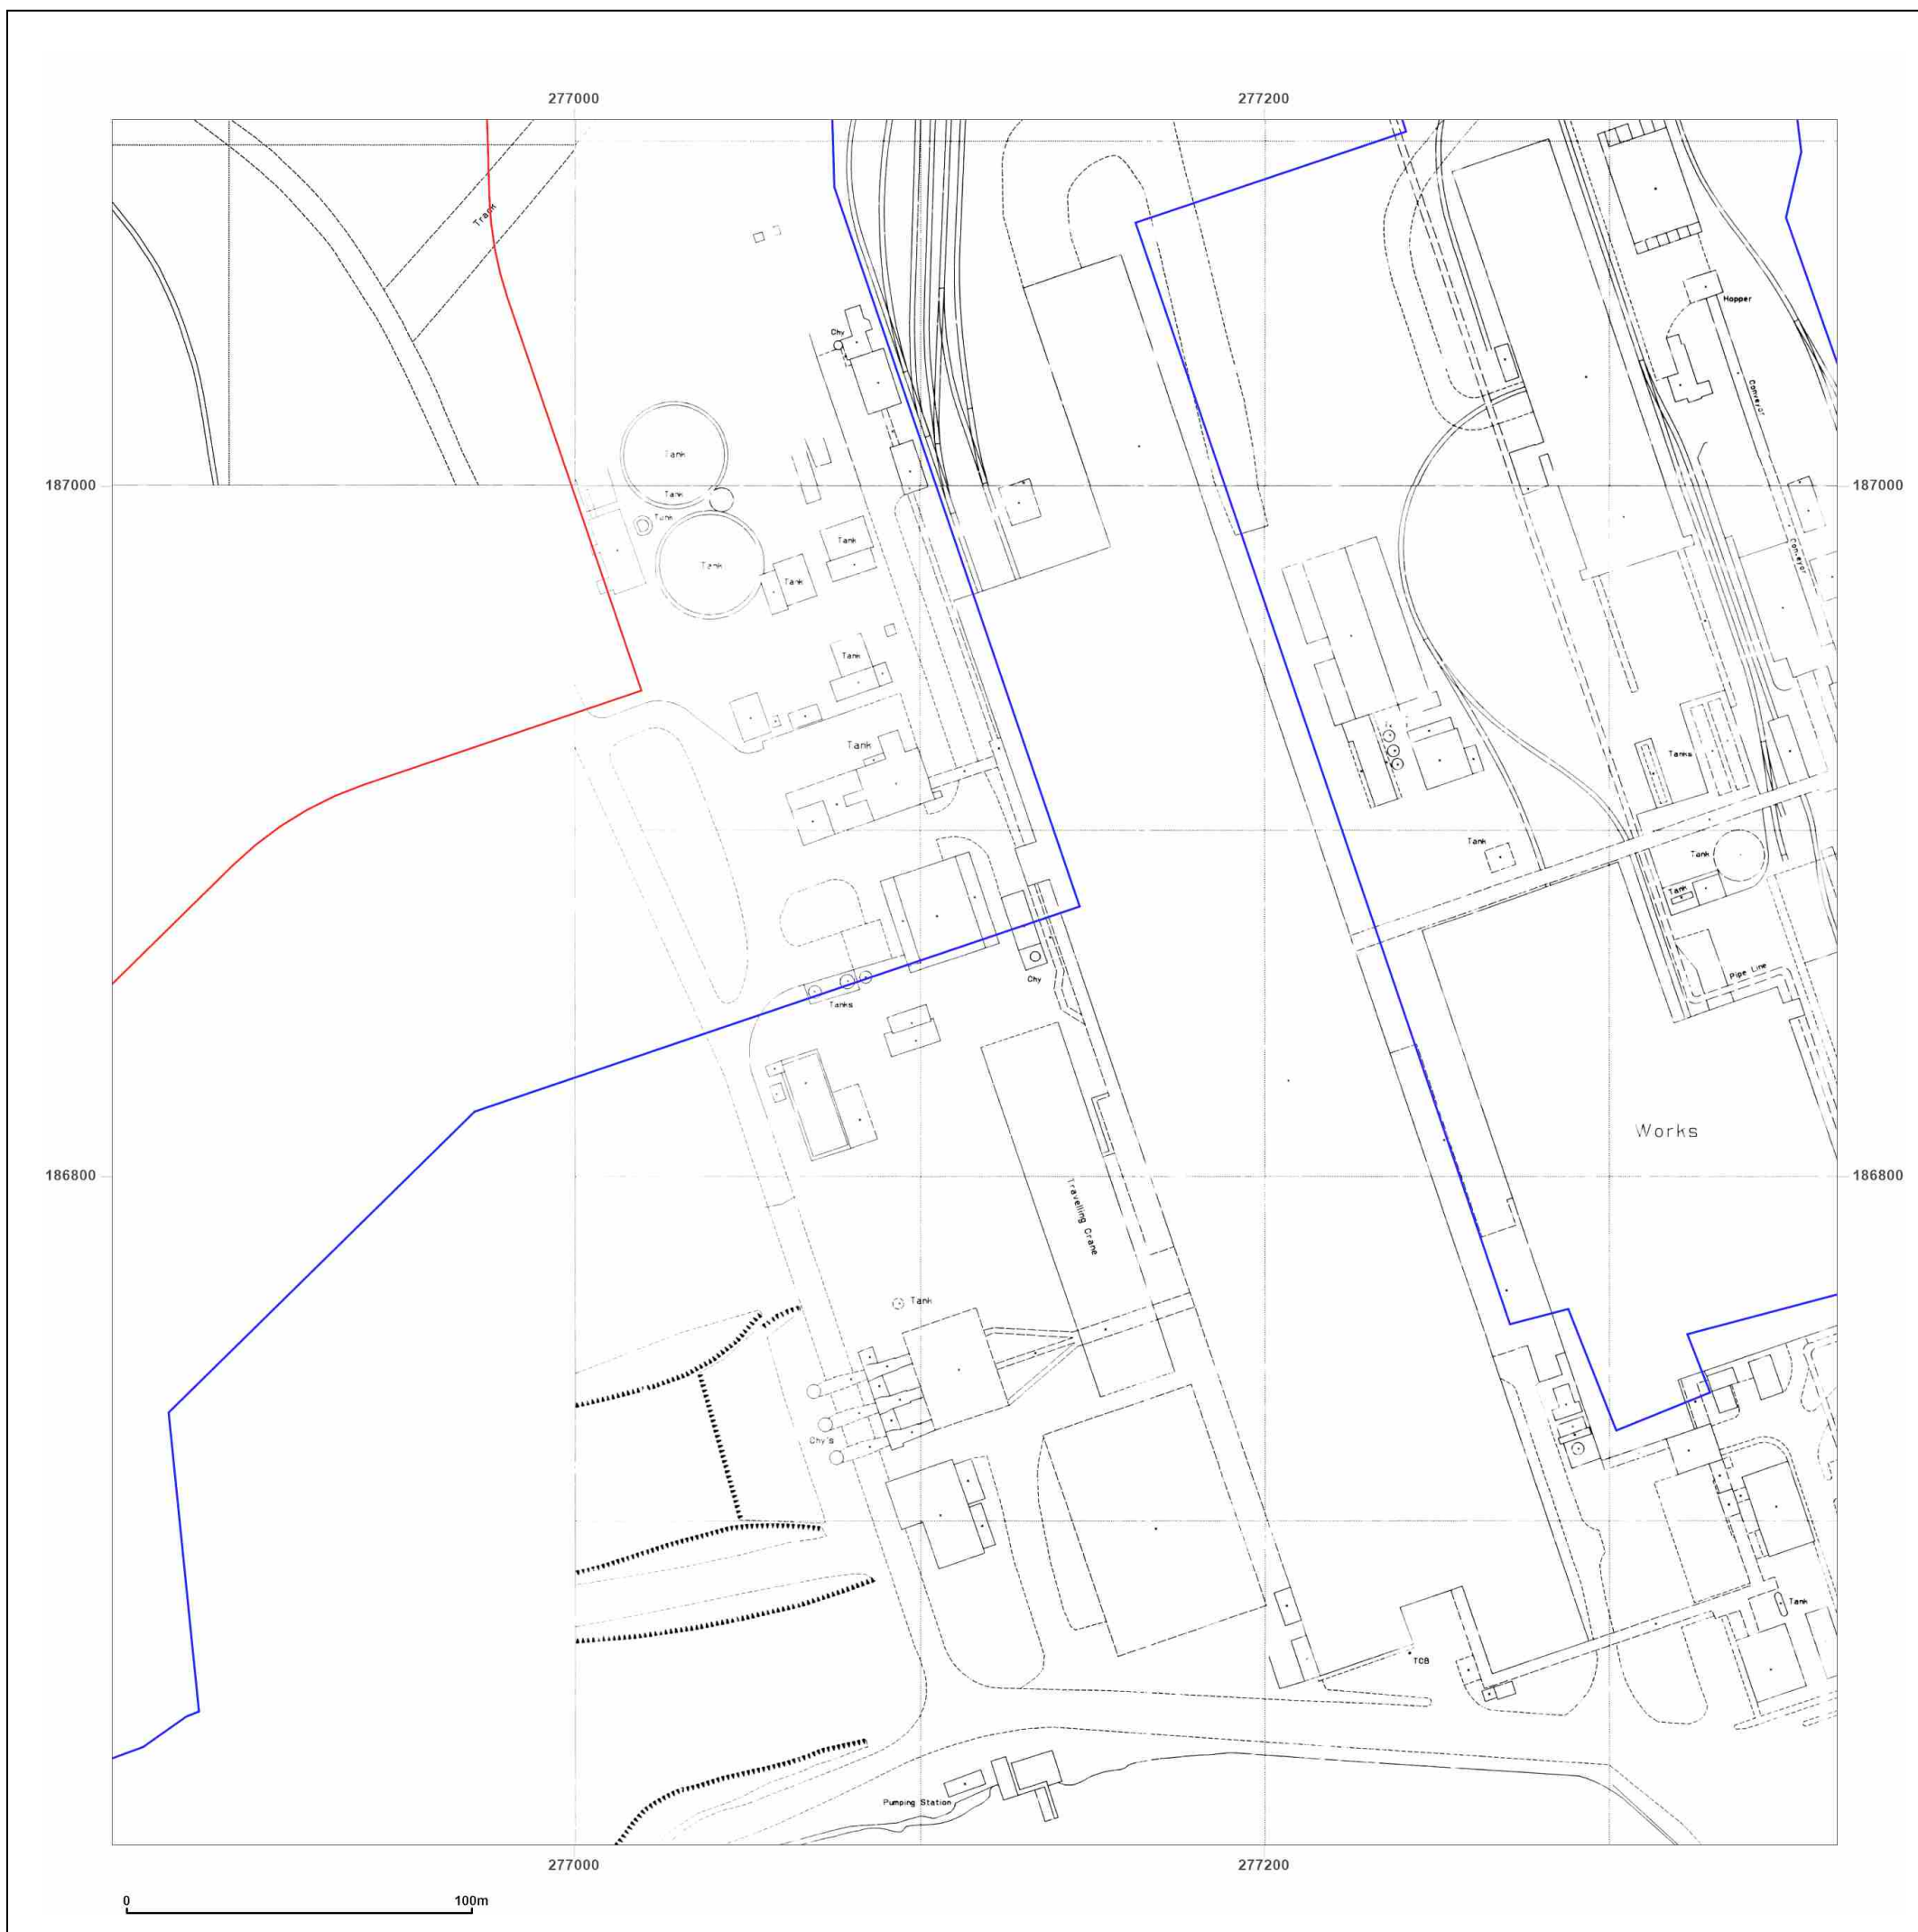 277000
277200
Track
Hopper
Chy
Conveyor
Tank
187000
187000
Tank
Tank
Tank
Conveyor
Tank
Tank
Tank
Tank
Tanks
Tank
Tank
Tank
Pipe Line
Chy
Tanks
Works
186800
186800
Travelling Crane
Tank
Chy's
Tank
TCB
Pumping Station
277000
277200
0
100m